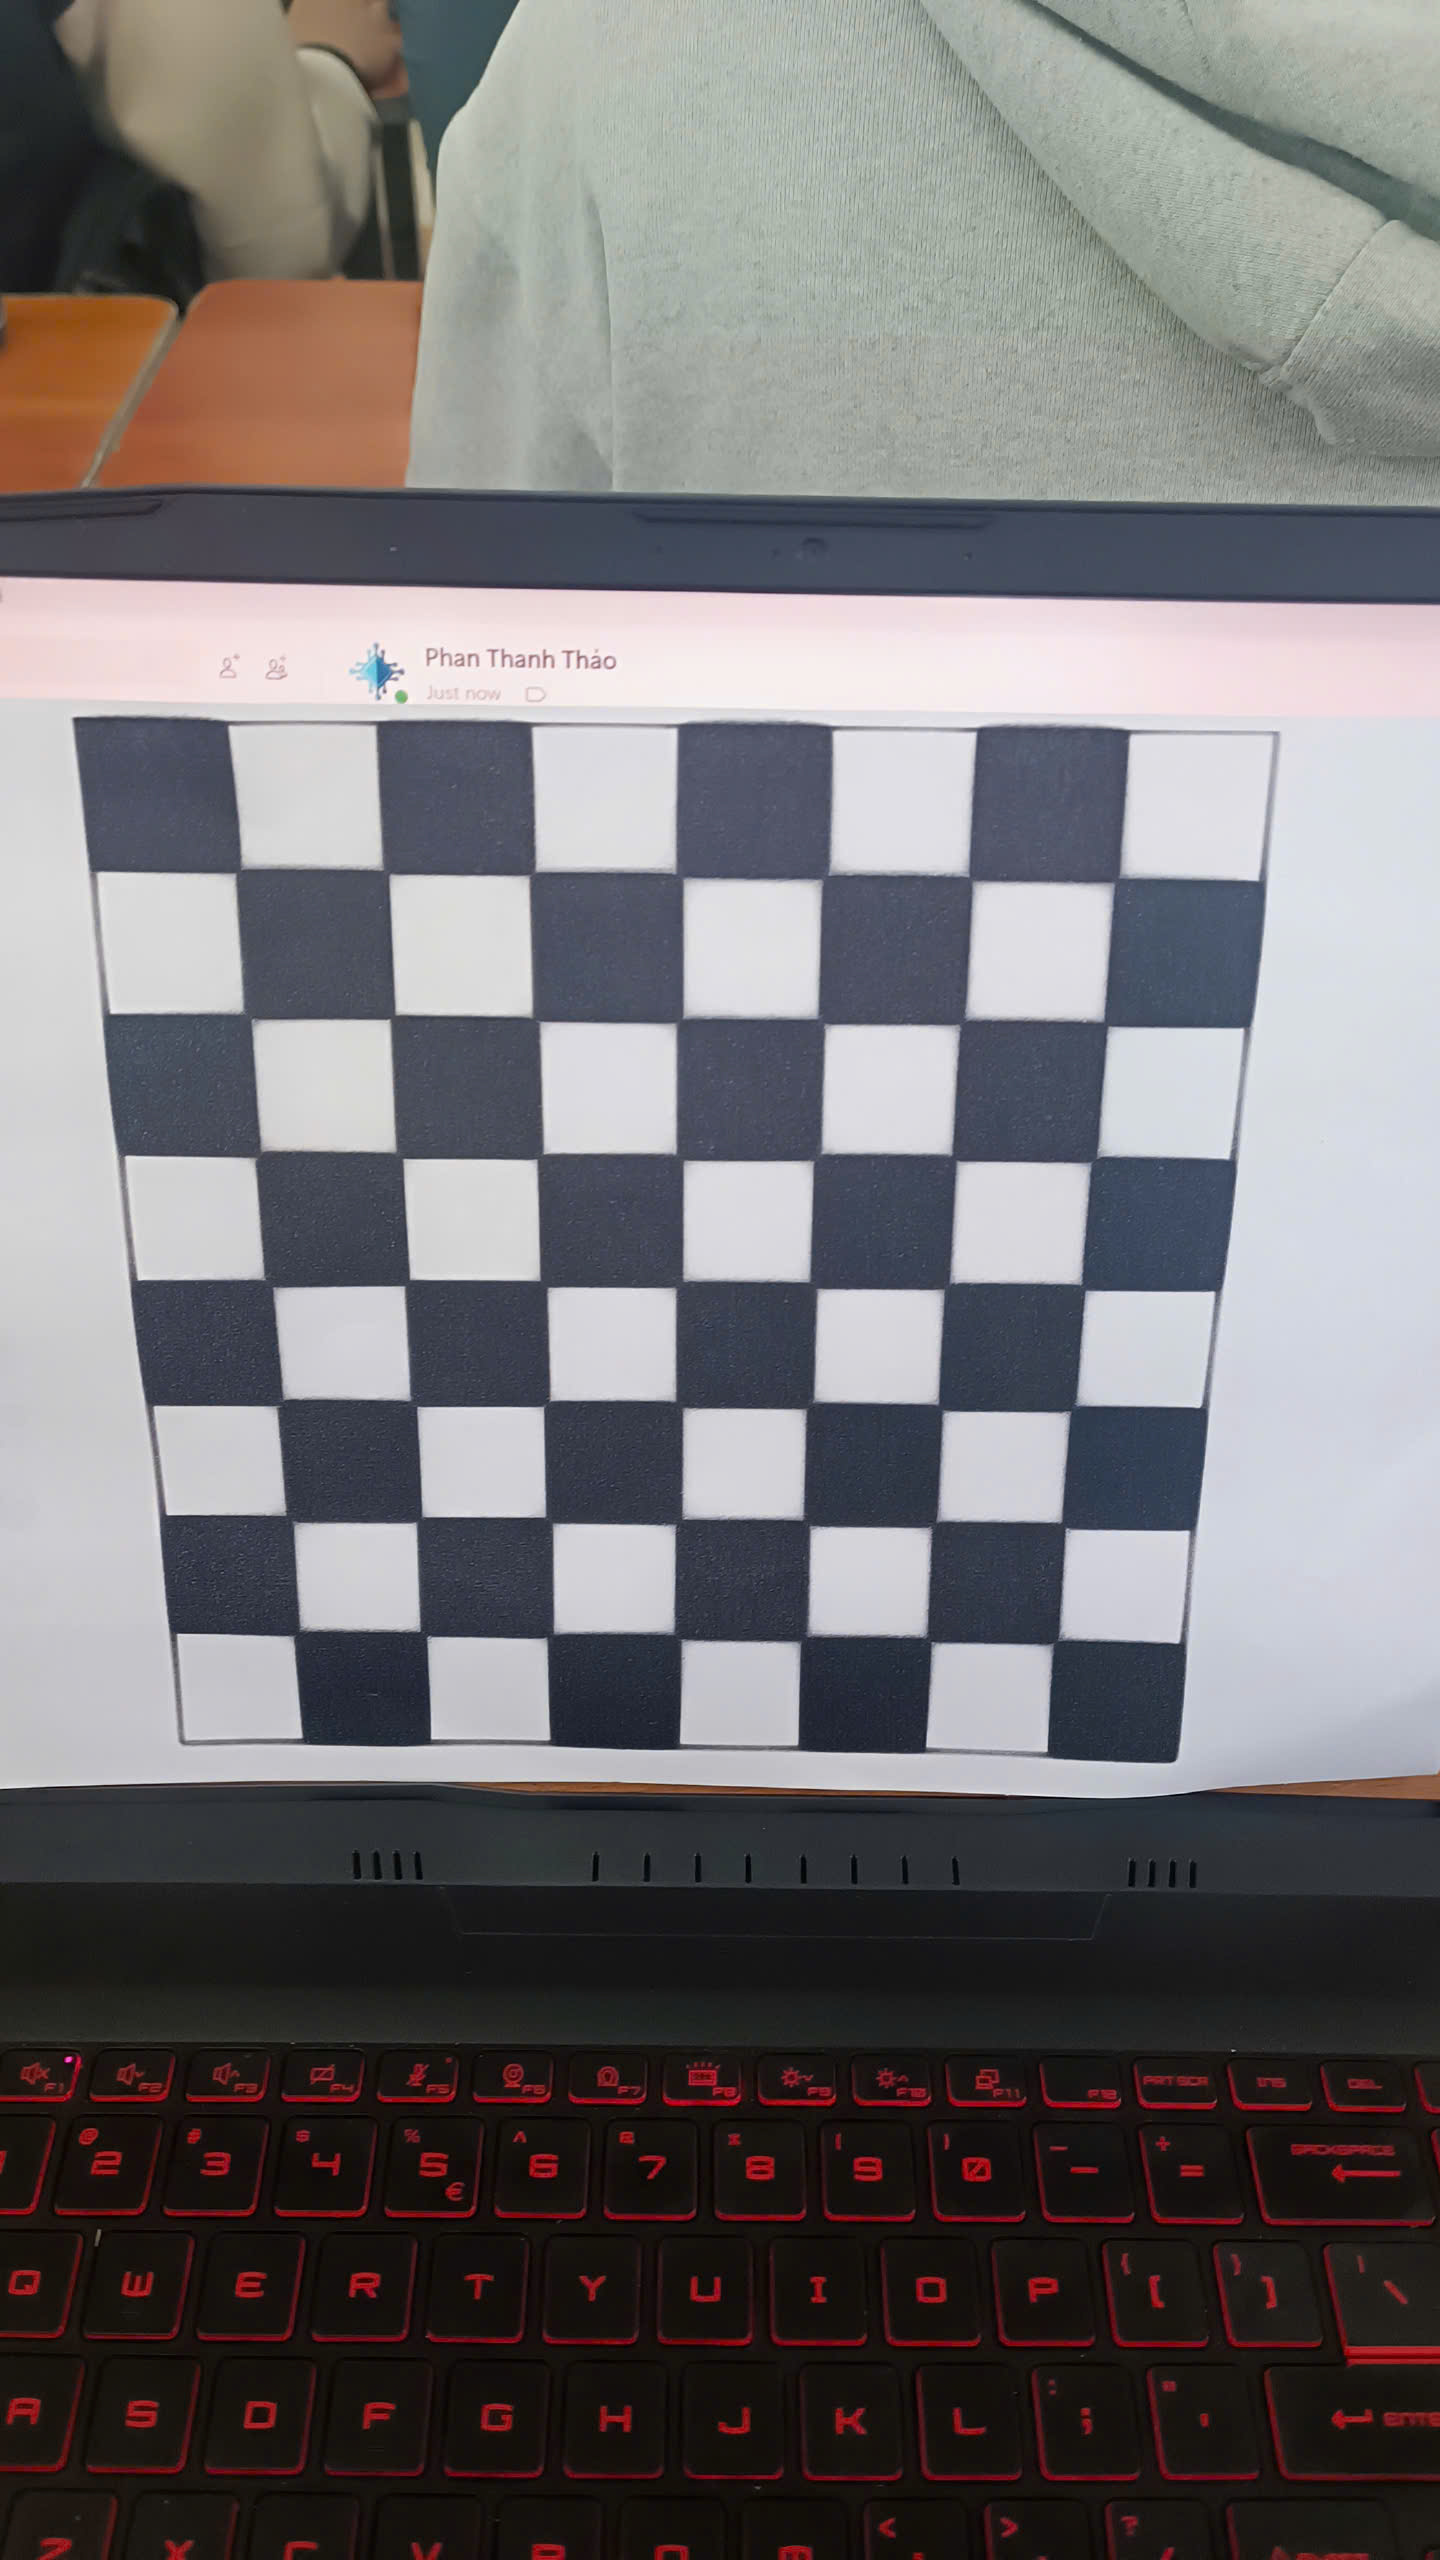 Phan Thanh Thảo
Just now
F1 F2 F3 F4 F5 F6 F7 F8 F9 F10 F11 F12 PRT SCR INS DEL
@ 2 # 3 $ 4 % 5 € ^ 6 & 7 8 ( 9 ) 0 _ - + = BACKSPACE
Q W E R T Y U I O P { [ } ] | \
A S D F G H J K L : ; " ' ENTE
Z X C V B < > ?